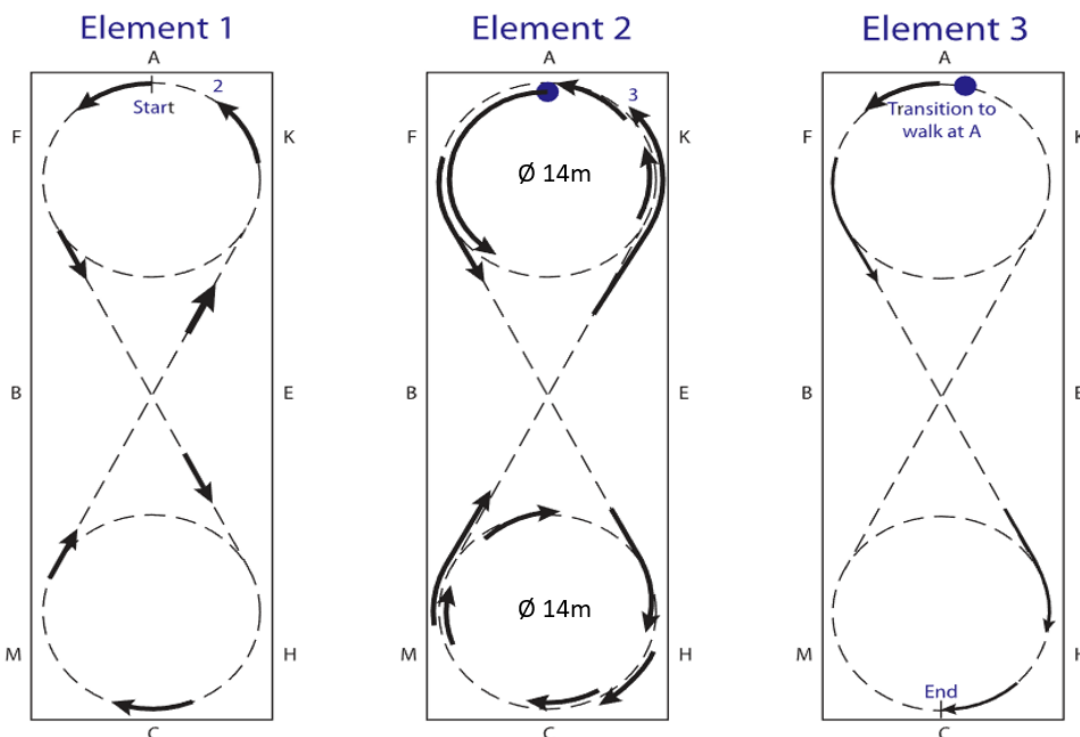 Element 1
A
2
Start
F
K
B
E
M
H
C
Element 2
A
3
F
K
Ø 14m
B
E
Ø 14m
M
H
C
Element 3
A
Transition to
walk at A
F
K
B
E
M
H
End
C